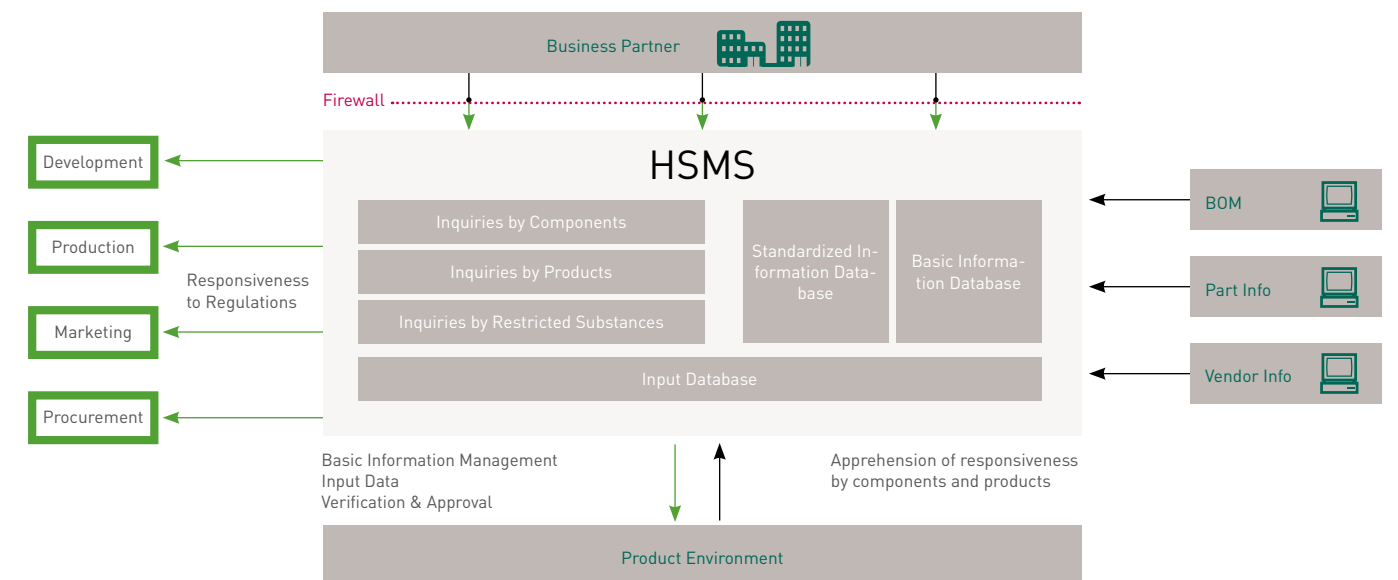 Business Partner
Firewall
HSMS
Development
Production
Marketing
Procurement
Responsiveness
to Regulations
Inquiries by Components
Inquiries by Products
Inquiries by Restricted Substances
Standardized In-
formation Data-
base
Basic Informa-
tion Database
Input Database
BOM
Part Info
Vendor Info
Basic Information Management
Input Data
Verification & Approval
Apprehension of responsiveness
by components and products
Product Environment